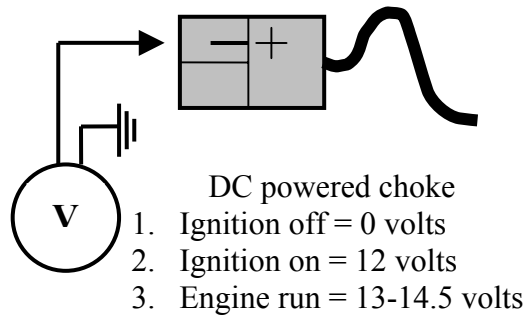 − +
V
DC powered choke
1. Ignition off = 0 volts
2. Ignition on = 12 volts
3. Engine run = 13-14.5 volts